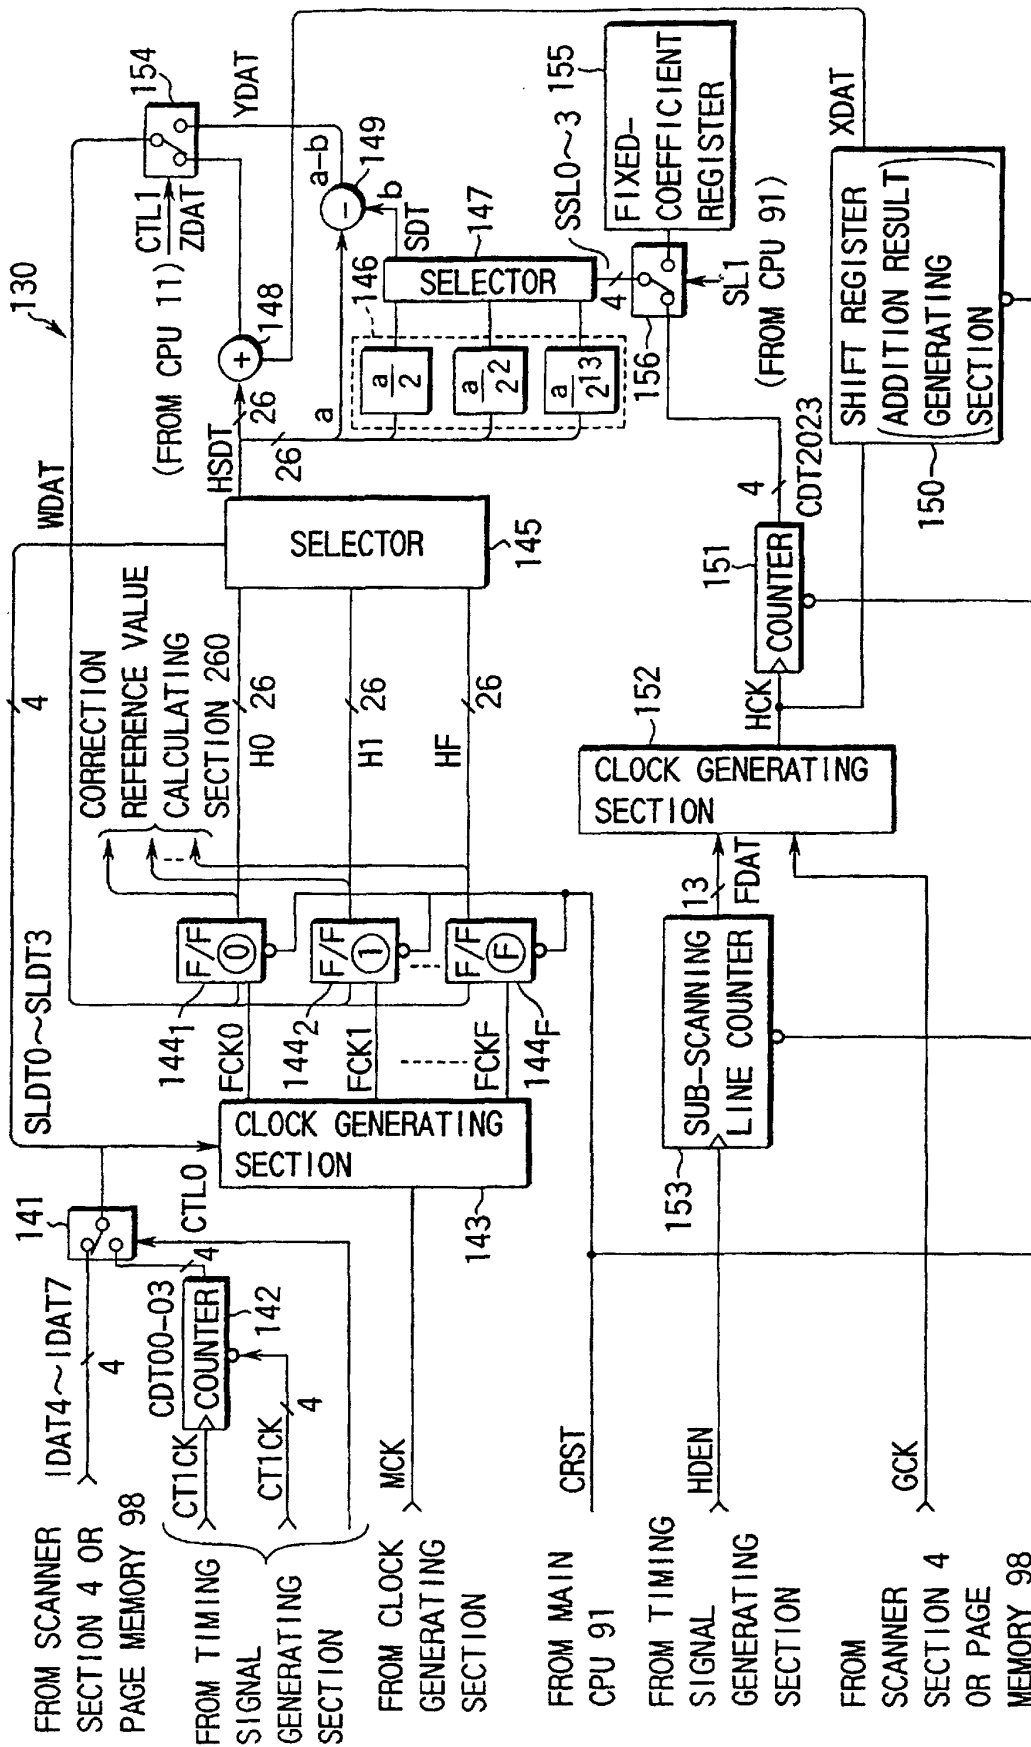 130
FROM SCANNER
SECTION 4 OR
PAGE MEMORY 98
IDAT4~IDAT7
4
141
SLDT0~SLDT3
4
WDAT
CORRECTION
REFERENCE VALUE
CALCULATING
SECTION 260
(FROM CPU 11)
CTL1
ZDAT
154
YDAT
FROM TIMING
SIGNAL
GENERATING
SECTION
CT1CK
CT1CK
4
CDT00-03
COUNTER
142
4
CTL0
CLOCK GENERATING
SECTION
143
FCK0
FCK1
FCKF
144₁
144₂
144F
F/F
0
F/F
1
F/F
F
H0
26
H1
26
HF
26
SELECTOR
145
HSDT
26
26
+
148
a
a-b
-
149
b
SDT
146
a/2
a/2²
a/2¹³
SELECTOR
147
SSL0~3
4
156
SL1
(FROM CPU 91)
155
FIXED-
COEFFICIENT
REGISTER
FROM CLOCK
GENERATING
SECTION
MCK
FROM MAIN
CPU 91
CRST
FROM TIMING
SIGNAL
GENERATING
SECTION
HDEN
153
SUB-SCANNING
LINE COUNTER
13
FDAT
CLOCK GENERATING
SECTION
152
HCK
151
COUNTER
4
CDT2023
150
SHIFT REGISTER
(ADDITION RESULT
GENERATING
SECTION)
XDAT
FROM
SCANNER
SECTION 4
OR PAGE
MEMORY 98
GCK